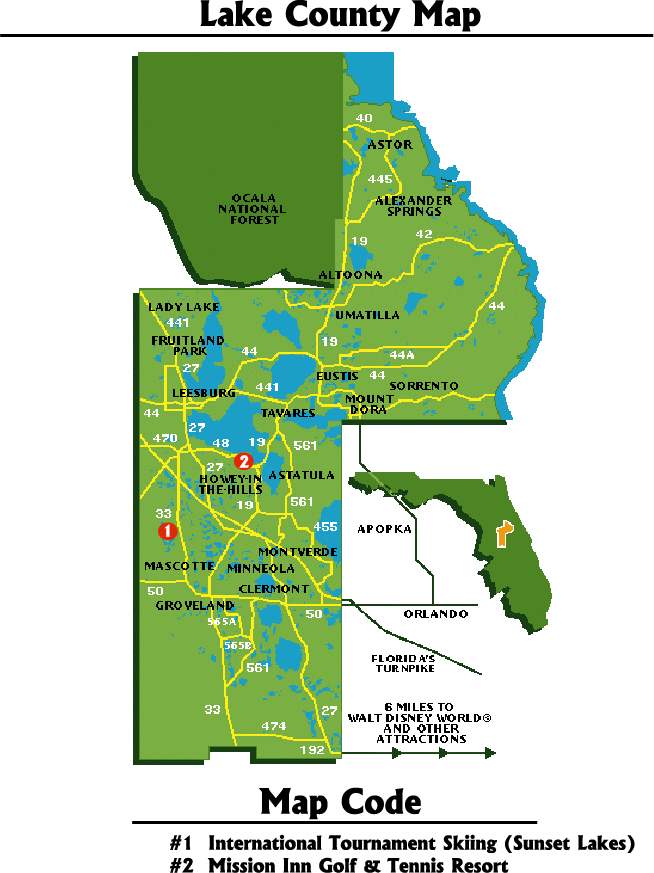 Lake County Map
40
ASTOR
445
ALEXANDER
SPRINGS
OCALA
NATIONAL
FOREST
19
42
ALTOONA
LADY LAKE
441
UMATILLA
44
FRUITLAND
PARK
19
44
44A
27
EUSTIS
44
SORRENTO
LEESBURG
441
MOUNT
DORA
44
TAVARES
27
470
48
19
561
2
27
ASTATULA
HOWEY-IN
THE-HILLS
19
561
33
455
1
APOPKA
MONTVERDE
MASCOTTE
MINNEOLA
50
CLERMONT
GROVELAND
50
ORLANDO
565A
565B
561
FLORIDA'S
TURNPIKE
33
27
6 MILES TO
WALT DISNEY WORLD®
AND OTHER
ATTRACTIONS
474
192
Map Code
#1 International Tournament Skiing (Sunset Lakes)
#2 Mission Inn Golf & Tennis Resort